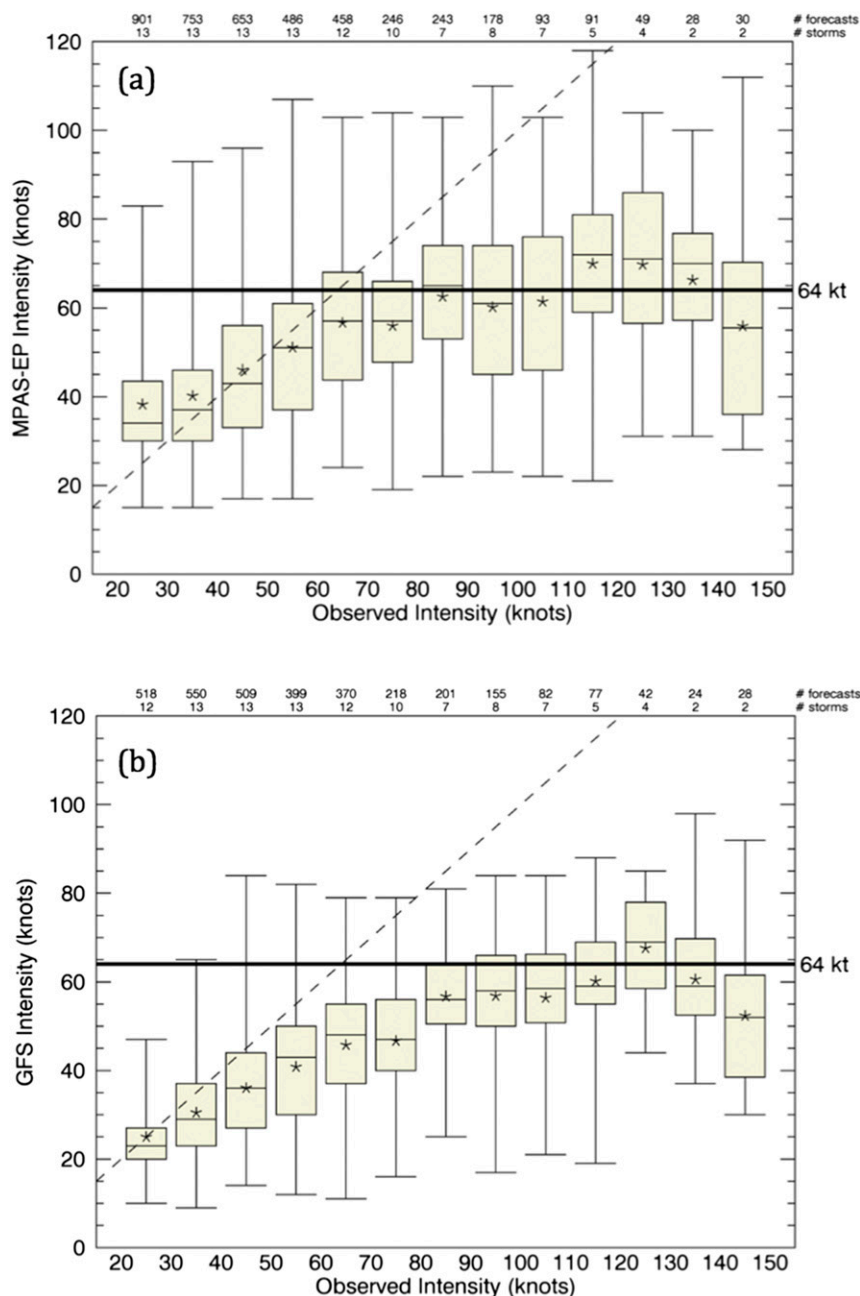 901 753 653 486 458 246 243 178 93 91 49 28 30 # forecasts
13 13 13 13 12 10 7 8 7 5 4 2 2 # storms
120
(a)
100
80
64 kt
60
40
20
0
MPAS-EP Intensity (knots)
20 30 40 50 60 70 80 90 100 110 120 130 140 150
Observed Intensity (knots)
518 550 509 399 370 218 201 155 82 77 42 24 28 # forecasts
12 13 13 13 12 10 7 8 7 5 4 2 2 # storms
120
(b)
100
80
64 kt
60
40
20
0
GFS Intensity (knots)
20 30 40 50 60 70 80 90 100 110 120 130 140 150
Observed Intensity (knots)